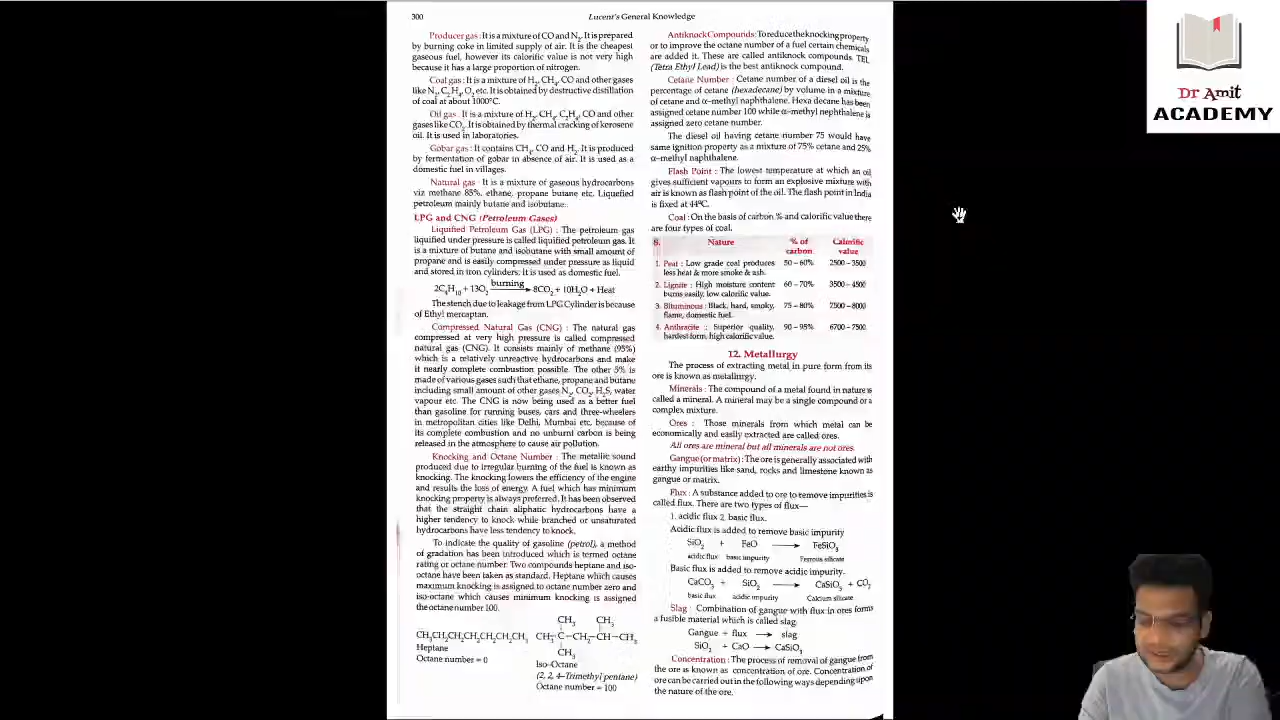 300
Lucent's General Knowledge
Producer gas : It is a mixture of CO and N2. It is prepared
by burning coke in limited supply of air. It is the cheapest
gaseous fuel, however its calorific value is not very high
because it has a large proportion of nitrogen.
Coal gas : It is a mixture of H2, CH4, CO and other gases
like N2, C2H4, O2 etc. It is obtained by destructive distillation
of coal at about 1000°C.
Oil gas : It is a mixture of H2, CH4, C2H4, CO and other
gases like CO2. It is obtained by thermal cracking of kerosene
oil. It is used in laboratories.
Gobar gas : It contains CH4, CO and H2. It is produced
by fermentation of gobar in absence of air. It is used as a
domestic fuel in villages.
Natural gas : It is a mixture of gaseous hydrocarbons
viz methane 85%, ethane, propane butane etc. Liquefied
petroleum mainly butane and isobutane.
LPG and CNG (Petroleum Gases)
Liquified Petroleum Gas (LPG) : The petroleum gas
liquified under pressure is called liquified petroleum gas. It
is a mixture of butane and isobutane with small amount of
propane and is easily compressed under pressure as liquid
and stored in iron cylinders. It is used as domestic fuel.
2C4H10 + 13O2 burning → 8CO2 + 10H2O + Heat
The stench due to leakage from LPG Cylinder is because
of Ethyl mercaptan.
Compressed Natural Gas (CNG) : The natural gas
compressed at very high pressure is called compressed
natural gas (CNG). It consists mainly of methane (95%)
which is a relatively unreactive hydrocarbons and make
it nearly complete combustion possible. The other 5% is
made of various gases such that ethane, propane and butane
including small amount of other gases N2, CO2, H2S, water
vapour etc. The CNG is now being used as a better fuel
than gasoline for running buses, cars and three-wheelers
in metropolitan cities like Delhi, Mumbai etc, because of
its complete combustion and no unburnt carbon is being
released in the atmosphere to cause air pollution.
Knocking and Octane Number : The metallic sound
produced due to irregular burning of the fuel is known as
knocking. The knocking lowers the efficiency of the engine
and results the loss of energy. A fuel which has minimum
knocking property is always preferred. It has been observed
that the straight chain aliphatic hydrocarbons have a
higher tendency to knock while branched or unsaturated
hydrocarbons have less tendency to knock.
To indicate the quality of gasoline (petrol), a method
of gradation has been introduced which is termed octane
rating or octane number. Two compounds heptane and iso-
octane have been taken as standard. Heptane which causes
maximum knocking is assigned to octane number zero and
iso-octane which causes minimum knocking is assigned
the octane number 100.
CH3 CH3
CH3CH2CH2CH2CH2CH2CH3 CH3–C–CH2–CH–CH3
CH3
Heptane
Octane number = 0
Iso-Octane
(2, 2, 4-Trimethyl pentane)
Octane number = 100
Antiknock Compounds: To reduce the knocking property
or to improve the octane number of a fuel certain chemicals
are added it. These are called antiknock compounds. TEL
(Tetra Ethyl Lead) is the best antiknock compound.
Cetane Number : Cetane number of a diesel oil is the
percentage of cetane (hexadecane) by volume in a mixture
of cetane and α-methyl naphthalene. Hexa decane has been
assigned cetane number 100 while α-methyl nephthalene is
assigned zero cetane number.
The diesel oil having cetane number 75 would have
same ignition property as a mixture of 75% cetane and 25%
α-methyl naphthalene.
Flash Point : The lowest temperature at which an oil
gives sufficient vapours to form an explosive mixture with
air is known as flash point of the oil. The flash point in India
is fixed at 44ºC.
Coal : On the basis of carbon % and calorific value there
are four types of coal.
8. Nature % of carbon Calorific value
1. Peat : Low grade coal produces 50 – 60% 2500 – 3500
less heat & more smoke & ash.
2. Lignite : High moisture content 60 – 70% 3500 – 4500
burns easily, low calorific value.
3. Bituminous : Black, hard, smoky, 75 – 80% 7500 – 8000
flame, domestic fuel.
4. Anthracite : Superior quality, 90 – 95% 6700 – 7500
hardest form, high calorific value.
12. Metallurgy
The process of extracting metal in pure form from its
ore is known as metallurgy.
Minerals : The compound of a metal found in nature is
called a mineral. A mineral may be a single compound or a
complex mixture.
Ores : Those minerals from which metal can be
economically and easily extracted are called ores.
All ores are mineral but all minerals are not ores.
Gangue (or matrix) : The ore is generally associated with
earthy impurities like sand, rocks and limestone known as
gangue or matrix.
Flux : A substance added to ore to remove impurities is
called flux. There are two types of flux—
1. acidic flux 2. basic flux.
Acidic flux is added to remove basic impurity
SiO2 + FeO → FeSiO3
acidic flux basic impurity Ferrous silicate
Basic flux is added to remove acidic impurity.
CaCO3 + SiO2 → CaSiO3 + CO2
basic flux acidic impurity Calcium silicate
Slag : Combination of gangue with flux in ores forms
a fusible material which is called slag.
Gangue + flux → slag
SiO2 + CaO → CaSiO3
Concentration : The process of removal of gangue from
the ore is known as concentration of ore. Concentration of
ore can be carried out in the following ways depending upon
the nature of the ore.
Dr Amit
ACADEMY